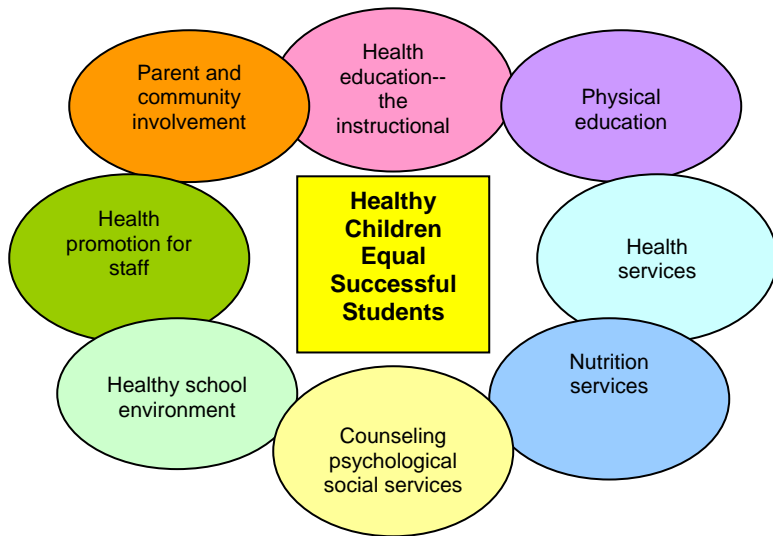 Parent and
community
involvement
Health
education--
the
instructional
Physical
education
Health
promotion for
staff
Healthy
Children
Equal
Successful
Students
Health
services
Healthy school
environment
Counseling
psychological
social services
Nutrition
services